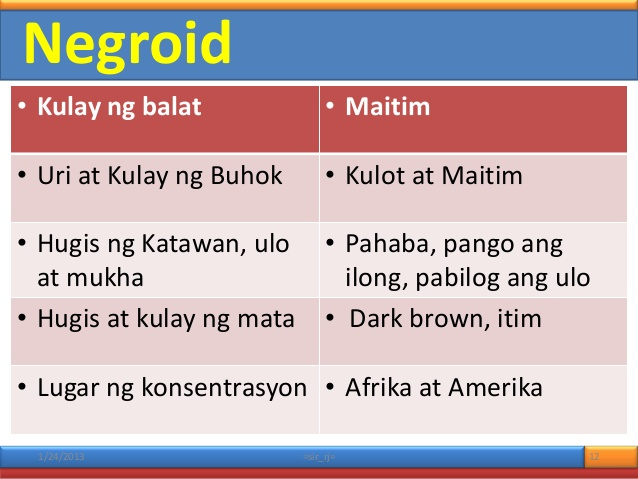 Negroid
• Kulay ng balat
• Maitim
• Uri at Kulay ng Buhok
• Kulot at Maitim
• Hugis ng Katawan, ulo
at mukha
• Pahaba, pango ang
ilong, pabilog ang ulo
• Hugis at kulay ng mata
• Dark brown, itim
• Lugar ng konsentrasyon
• Afrika at Amerika
1/24/2013
12